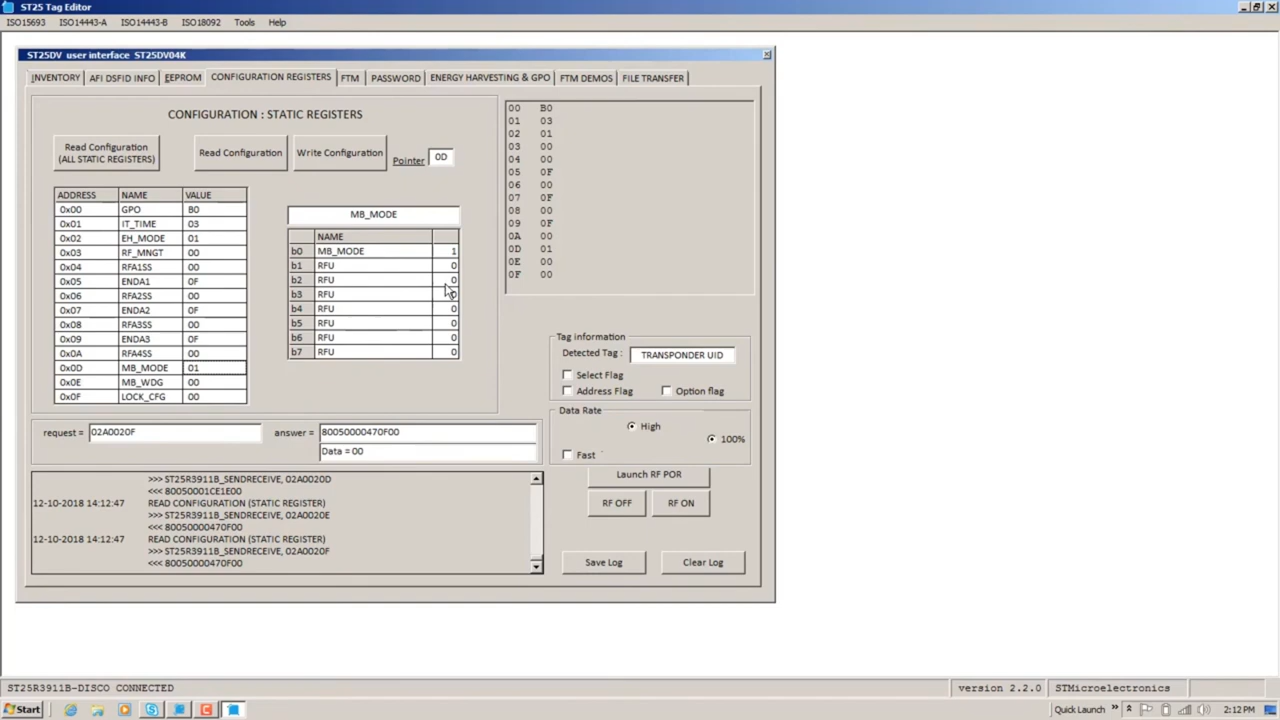 ST25 Tag Editor
ISO15693 ISO14443-A ISO14443-B ISO18092 Tools Help
ST25DV user interface ST25DV04K
INVENTORY AFI DSFID INFO EEPROM CONFIGURATION REGISTERS FTM PASSWORD ENERGY HARVESTING & GPO FTM DEMOS FILE TRANSFER
CONFIGURATION : STATIC REGISTERS
Read Configuration
(ALL STATIC REGISTERS)
Read Configuration
Write Configuration
Pointer 0D
ADDRESS NAME VALUE
0x00 GPO B0
0x01 IT_TIME 03
0x02 EH_MODE 01
0x03 RF_MNGT 00
0x04 RFA1SS 00
0x05 ENDA1 0F
0x06 RFA2SS 00
0x07 ENDA2 0F
0x08 RFA3SS 00
0x09 ENDA3 0F
0x0A RFA4SS 00
0x0D MB_MODE 01
0x0E MB_WDG 00
0x0F LOCK_CFG 00
MB_MODE
NAME
b0 MB_MODE 1
b1 RFU 0
b2 RFU 0
b3 RFU 0
b4 RFU 0
b5 RFU 0
b6 RFU 0
b7 RFU 0
00 B0
01 03
02 01
03 00
04 00
05 0F
06 00
07 0F
08 00
09 0F
0A 00
0D 01
0E 00
0F 00
Tag information
Detected Tag : TRANSPONDER UID
Select Flag
Address Flag Option flag
Data Rate
High
100%
Fast
request = 02A0020F answer = 80050000470F00
Data = 00
>>> ST25R3911B_SENDRECEIVE, 02A0020D
<<< 80050001CE1E00
12-10-2018 14:12:47 READ CONFIGURATION (STATIC REGISTER)
>>> ST25R3911B_SENDRECEIVE, 02A0020E
<<< 80050000470F00
12-10-2018 14:12:47 READ CONFIGURATION (STATIC REGISTER)
>>> ST25R3911B_SENDRECEIVE, 02A0020F
<<< 80050000470F00
Launch RF POR
RF OFF RF ON
Save Log Clear Log
ST25R3911B-DISCO CONNECTED version 2.2.0 STMicroelectronics
Start Quick Launch 2:12 PM